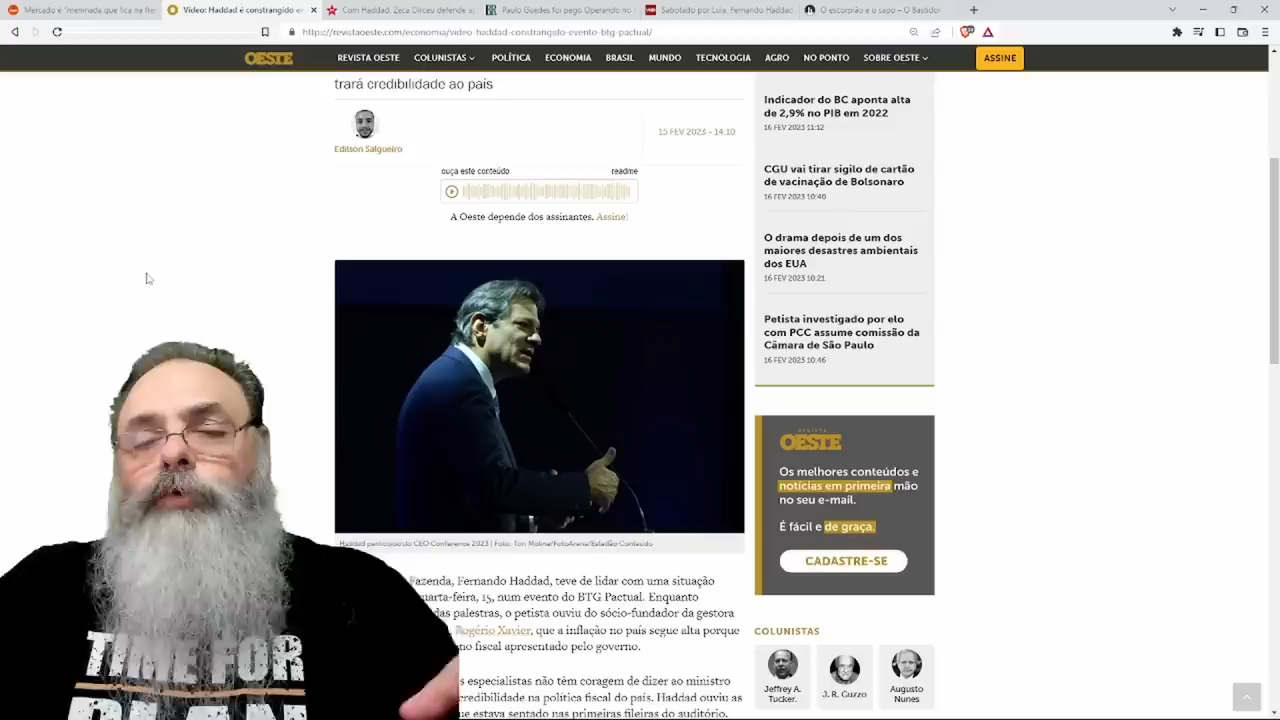 Mercado é "meninada que fica na fre
Vídeo: Haddad é constrangido em
Com Haddad, Zeca Dirceu defende a
Paulo Guedes foi pego Operando no
Sabotado por Lula, Fernando Haddad
O escorpião e o sapo – O Bastidor
https://revistaoeste.com/economia/video-haddad-constrangido-evento-btg-pactual/
OESTE
REVISTA OESTE COLUNISTAS POLÍTICA ECONOMIA BRASIL MUNDO TECNOLOGIA AGRO NO PONTO SOBRE OESTE
ASSINE
trará credibilidade ao país
Edilson Salgueiro
15 FEV 2023 - 14:10
ouça este conteúdo
readme
A Oeste depende dos assinantes. Assine!
Haddad participou do CEO Conference 2023 | Foto: Ton Molina/FotoArena/Estadão Conteúdo
Fazenda, Fernando Haddad, teve de lidar com uma situação
uarta-feira, 15, num evento do BTG Pactual. Enquanto
das palestras, o petista ouviu do sócio-fundador da gestora
Rogério Xavier, que a inflação no país segue alta porque
no fiscal apresentado pelo governo.
s especialistas não têm coragem de dizer ao ministro
credibilidade na política fiscal do país. Haddad ouviu as
ue estava sentado nas primeiras fileiras do auditório.
Indicador do BC aponta alta
de 2,9% no PIB em 2022
16 FEV 2023 11:12
CGU vai tirar sigilo de cartão
de vacinação de Bolsonaro
16 FEV 2023 10:40
O drama depois de um dos
maiores desastres ambientais
dos EUA
16 FEV 2023 10:21
Petista investigado por elo
com PCC assume comissão da
Câmara de São Paulo
16 FEV 2023 10:46
REVISTA
OESTE
Os melhores conteúdos e
notícias em primeira mão
no seu e-mail.
É fácil e de graça.
CADASTRE-SE
COLUNISTAS
Jeffrey A.
Tucker.
J. R. Guzzo
Augusto
Nunes
TIME FOR